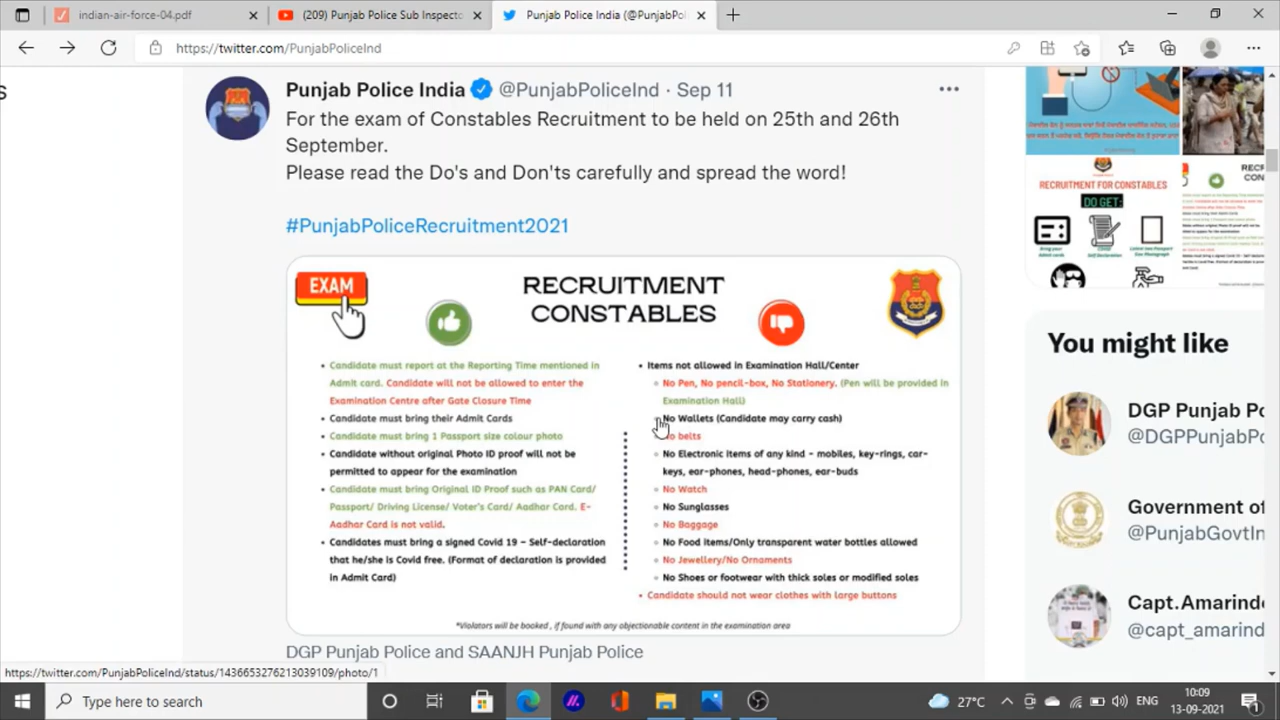 indian-air-force-04.pdf
(209) Punjab Police Sub Inspecto
Punjab Police India (@PunjabPol
https://twitter.com/PunjabPoliceInd
Punjab Police India @PunjabPoliceInd · Sep 11
For the exam of Constables Recruitment to be held on 25th and 26th
September.
Please read the Do's and Don'ts carefully and spread the word!
#PunjabPoliceRecruitment2021
EXAM
RECRUITMENT
CONSTABLES
Candidate must report at the Reporting Time mentioned in
Admit card. Candidate will not be allowed to enter the
Examination Centre after Gate Closure Time
Candidate must bring their Admit Cards
Candidate must bring 1 Passport size colour photo
Candidate without original Photo ID proof will not be
permitted to appear for the examination
Candidate must bring Original ID Proof such as PAN Card/
Passport/ Driving License/ Voter's Card/ Aadhar Card. E-
Aadhar Card is not valid.
Candidates must bring a signed Covid 19 – Self-declaration
that he/she is Covid free. (Format of declaration is provided
in Admit Card)
Items not allowed in Examination Hall/Center
No Pen, No pencil-box, No Stationery. (Pen will be provided in
Examination Hall)
No Wallets (Candidate may carry cash)
No belts
No Electronic items of any kind - mobiles, key-rings, car-
keys, ear-phones, head-phones, ear-buds
No Watch
No Sunglasses
No Baggage
No Food items/Only transparent water bottles allowed
No Jewellery/No Ornaments
No Shoes or footwear with thick soles or modified soles
Candidate should not wear clothes with large buttons
*Violators will be booked , if found with any objectionable content in the examination area
DGP Punjab Police and SAANJH Punjab Police
RECRUITMENT FOR CONSTABLES
DO GET:
Bring your
Admit cards
Self Declaration
REC
CON
You might like
DGP Punjab Po
@DGPPunjabPo
Government of
@PunjabGovtIn
Capt.Amarinde
@capt_amarind
https://twitter.com/PunjabPoliceInd/status/1436653276213039109/photo/1
Type here to search
27°C
ENG
10:09
13-09-2021
1